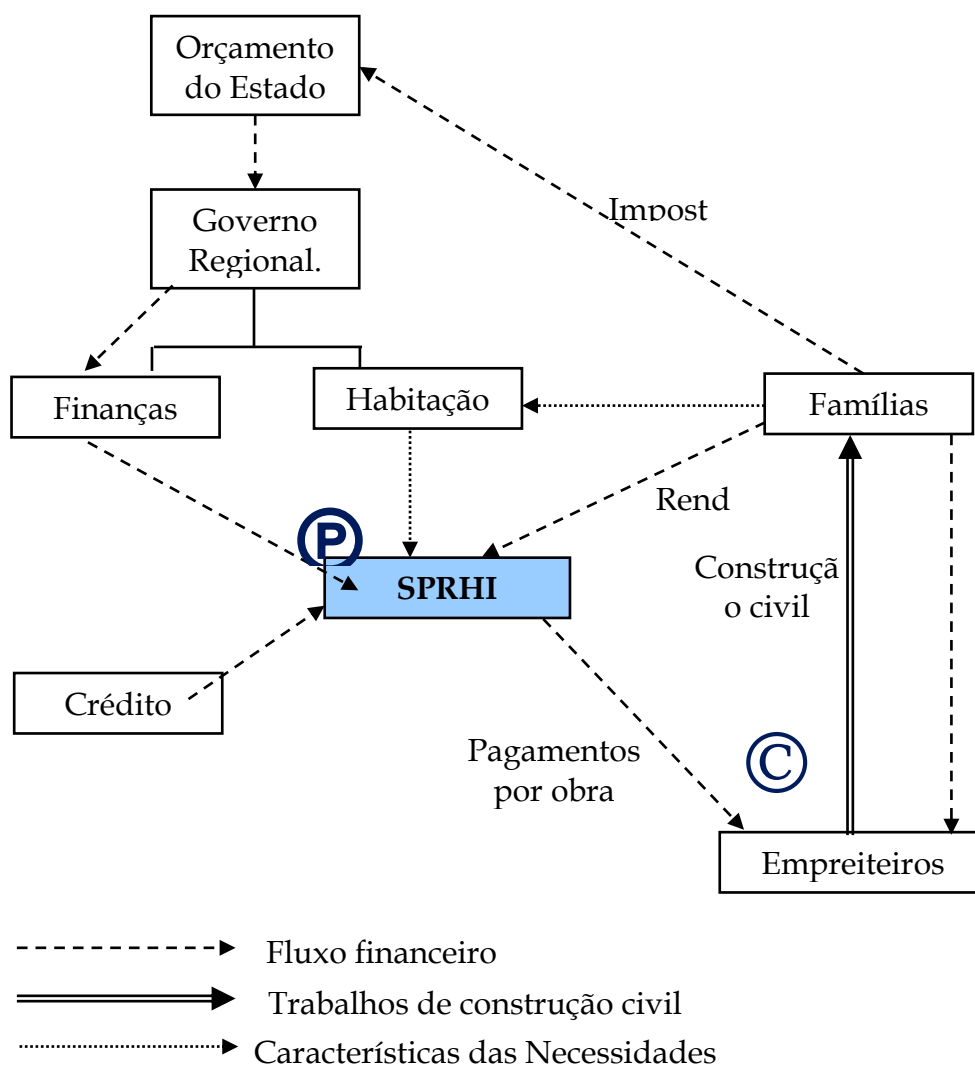 Orçamento
do Estado
Impost
Governo
Regional.
Finanças
Habitação
Famílias
Rend
P
SPRHI
Construçã
o civil
Crédito
Pagamentos
por obra
©
Empreiteiros
Fluxo financeiro
Trabalhos de construção civil
Características das Necessidades